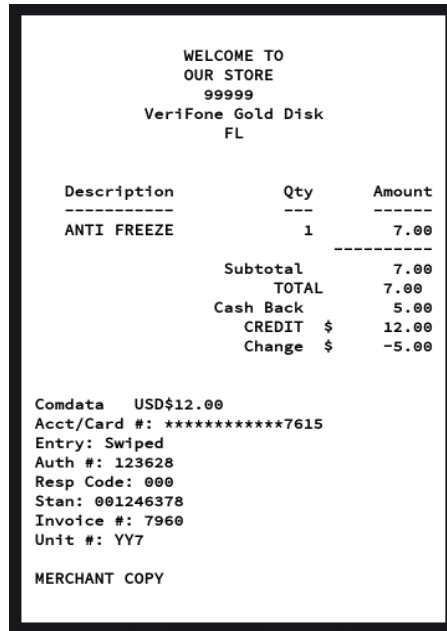 WELCOME TO
OUR STORE
99999
VeriFone Gold Disk
FL
Description Qty Amount
----------- --- ------
ANTI FREEZE 1 7.00
----------
Subtotal 7.00
TOTAL 7.00
Cash Back 5.00
CREDIT $ 12.00
Change $ -5.00
Comdata USD$12.00
Acct/Card #: ************7615
Entry: Swiped
Auth #: 123628
Resp Code: 000
Stan: 001246378
Invoice #: 7960
Unit #: YY7
MERCHANT COPY